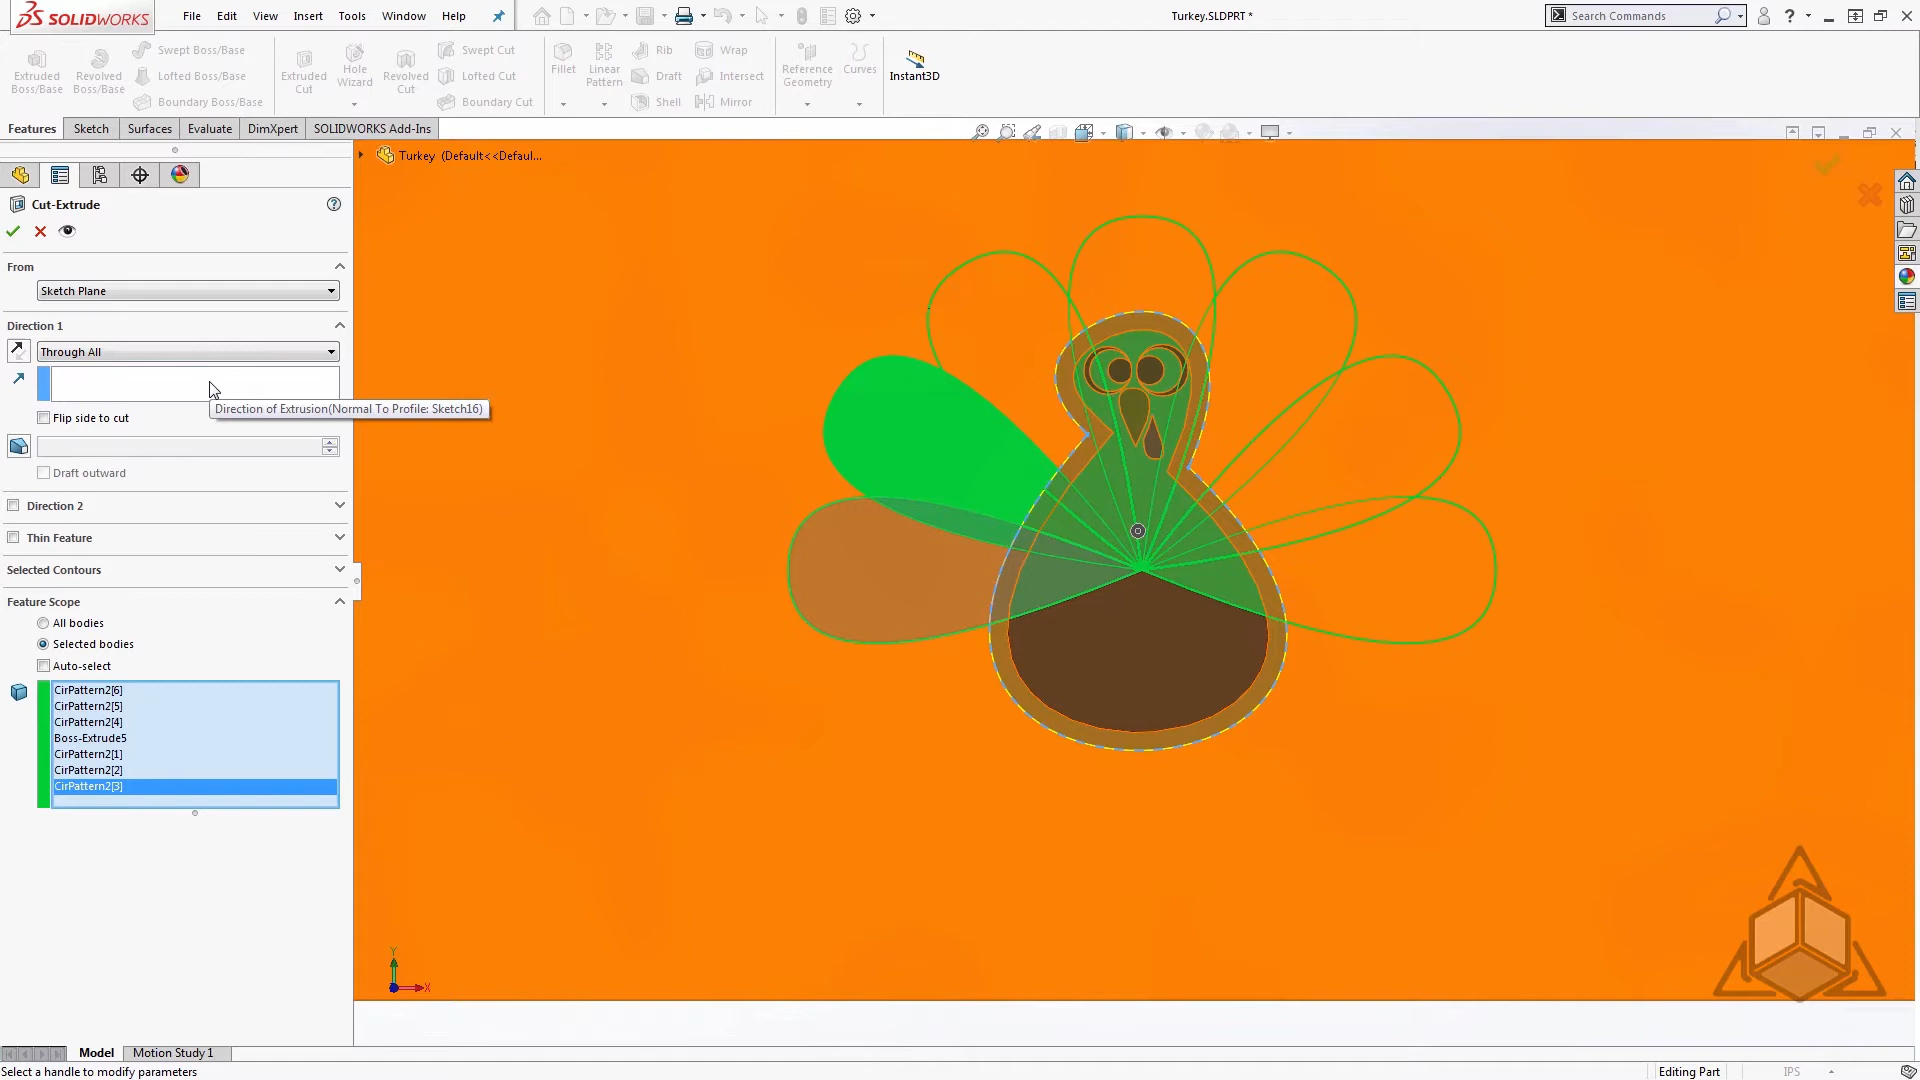 SOLIDWORKS
File Edit View Insert Tools Window Help
Turkey.SLDPRT *
Search Commands
Extruded Boss/Base
Revolved Boss/Base
Swept Boss/Base
Lofted Boss/Base
Boundary Boss/Base
Extruded Cut
Hole Wizard
Revolved Cut
Swept Cut
Lofted Cut
Boundary Cut
Fillet
Linear Pattern
Rib
Draft
Shell
Wrap
Intersect
Mirror
Reference Geometry
Curves
Instant3D
Features Sketch Surfaces Evaluate DimXpert SOLIDWORKS Add-Ins
Turkey (Default<<Defaul...
Cut-Extrude
From
Sketch Plane
Direction 1
Through All
Direction of Extrusion(Normal To Profile: Sketch16)
Flip side to cut
Draft outward
Direction 2
Thin Feature
Selected Contours
Feature Scope
All bodies
Selected bodies
Auto-select
CirPattern2[6]
CirPattern2[5]
CirPattern2[4]
Boss-Extrude5
CirPattern2[1]
CirPattern2[2]
CirPattern2[3]
Y
X
Model Motion Study 1
Select a handle to modify parameters
Editing Part
IPS